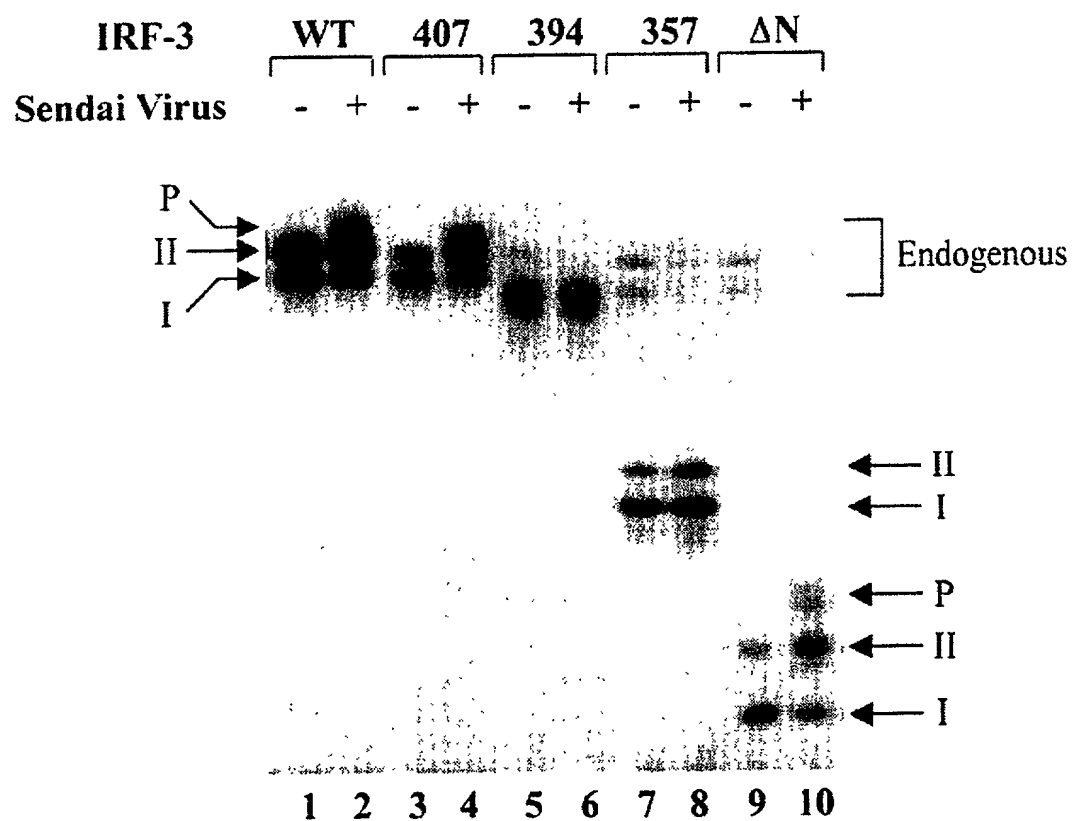 IRF-3 WT 407 394 357 ΔN
Sendai Virus - + - + - + - + - +
P
II
I
Endogenous
II
I
P
II
I
1 2 3 4 5 6 7 8 9 10